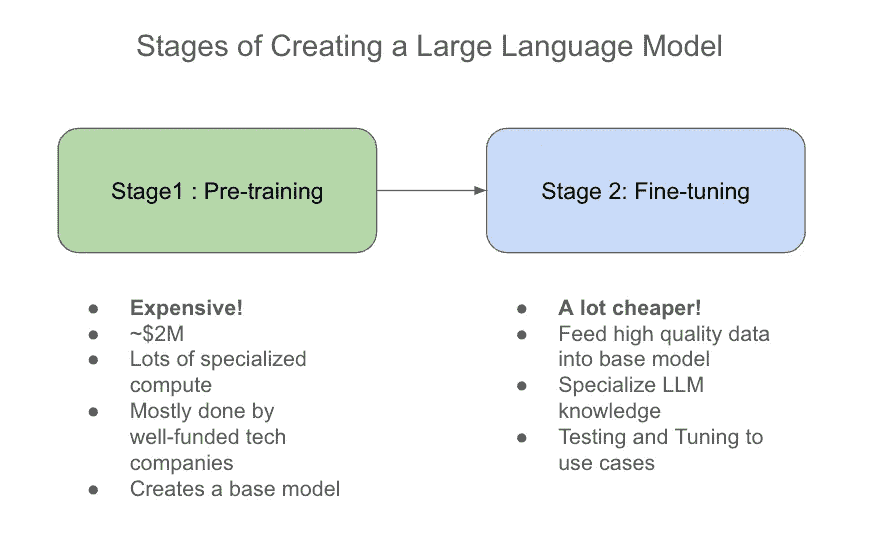 Stages of Creating a Large Language Model
Stage1 : Pre-training
Stage 2: Fine-tuning
● Expensive!
● ~$2M
● Lots of specialized
compute
● Mostly done by
well-funded tech
companies
● Creates a base model
● A lot cheaper!
● Feed high quality data
into base model
● Specialize LLM
knowledge
● Testing and Tuning to
use cases